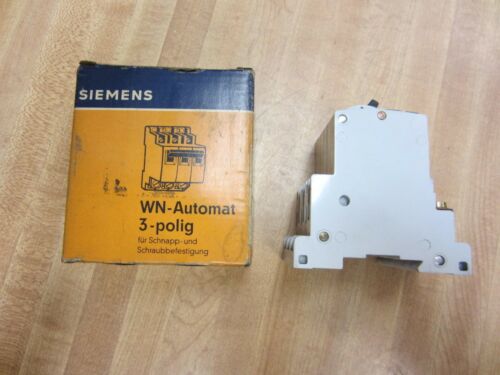 SIEMENS
WN-Automat
3-polig
für Schnapp-und
Schraubbefestigung